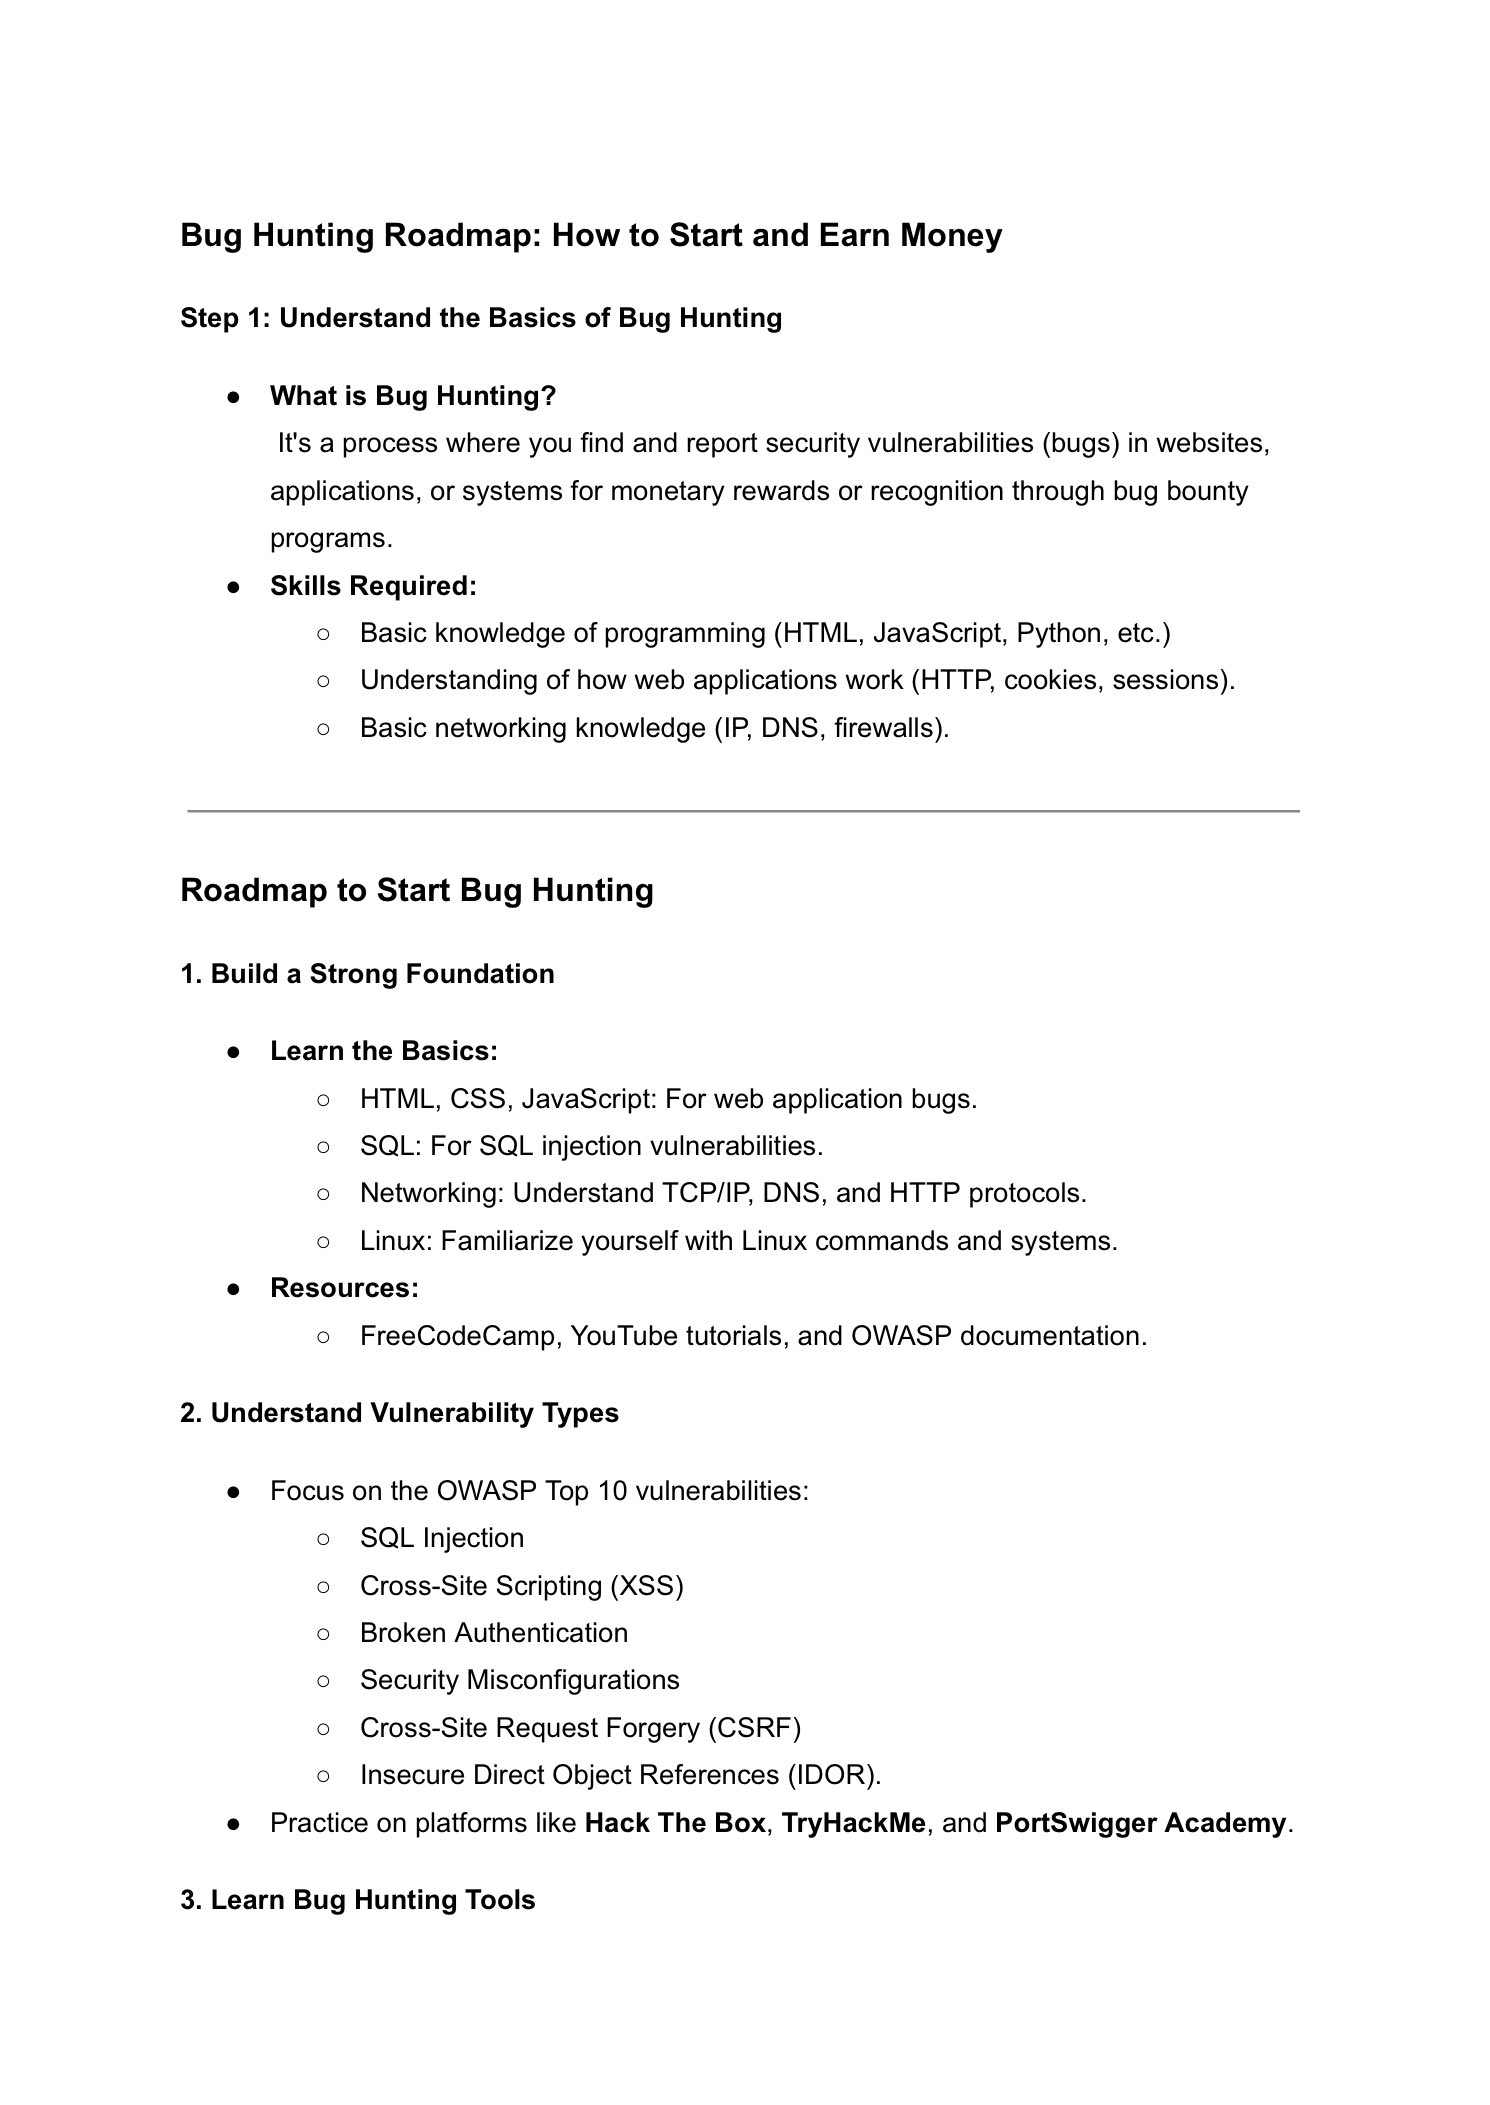 Bug Hunting Roadmap: How to Start and Earn Money
Step 1: Understand the Basics of Bug Hunting
● What is Bug Hunting?
It's a process where you find and report security vulnerabilities (bugs) in websites,
applications, or systems for monetary rewards or recognition through bug bounty
programs.
● Skills Required:
○ Basic knowledge of programming (HTML, JavaScript, Python, etc.)
○ Understanding of how web applications work (HTTP, cookies, sessions).
○ Basic networking knowledge (IP, DNS, firewalls).
Roadmap to Start Bug Hunting
1. Build a Strong Foundation
● Learn the Basics:
○ HTML, CSS, JavaScript: For web application bugs.
○ SQL: For SQL injection vulnerabilities.
○ Networking: Understand TCP/IP, DNS, and HTTP protocols.
○ Linux: Familiarize yourself with Linux commands and systems.
● Resources:
○ FreeCodeCamp, YouTube tutorials, and OWASP documentation.
2. Understand Vulnerability Types
● Focus on the OWASP Top 10 vulnerabilities:
○ SQL Injection
○ Cross-Site Scripting (XSS)
○ Broken Authentication
○ Security Misconfigurations
○ Cross-Site Request Forgery (CSRF)
○ Insecure Direct Object References (IDOR).
● Practice on platforms like Hack The Box, TryHackMe, and PortSwigger Academy.
3. Learn Bug Hunting Tools